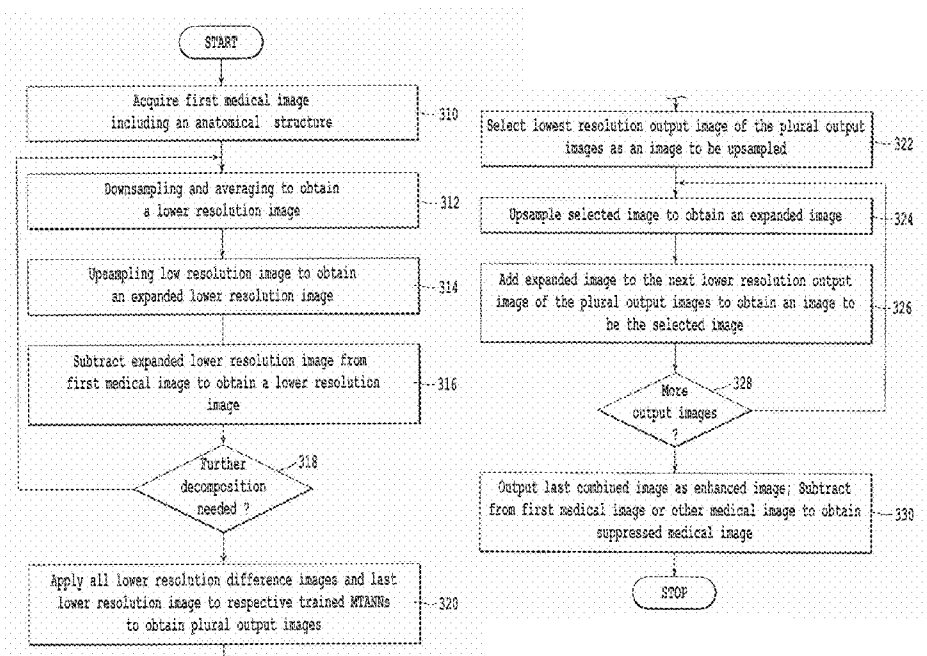 START
Acquire first medical image
including an anatomical structure
310
Downsampling and averaging to obtain
a lower resolution image
312
Upsampling low resolution image to obtain
an expanded lower resolution image
314
Subtract expanded lower resolution image from
first medical image to obtain a lower resolution
image
316
Further
decomposition
needed ?
318
Apply all lower resolution difference images and last
lower resolution image to respective trained MTANNs
to obtain plural output images
320
Select lowest resolution output image of the plural output
images as an image to be upsampled
322
Upsample selected image to obtain an expanded image
324
Add expanded image to the next lower resolution output
image of the plural output images to obtain an image to
be the selected image
326
More
output images
?
328
Output last combined image as enhanced image; Subtract
from first medical image or other medical image to obtain
suppressed medical image
330
STOP